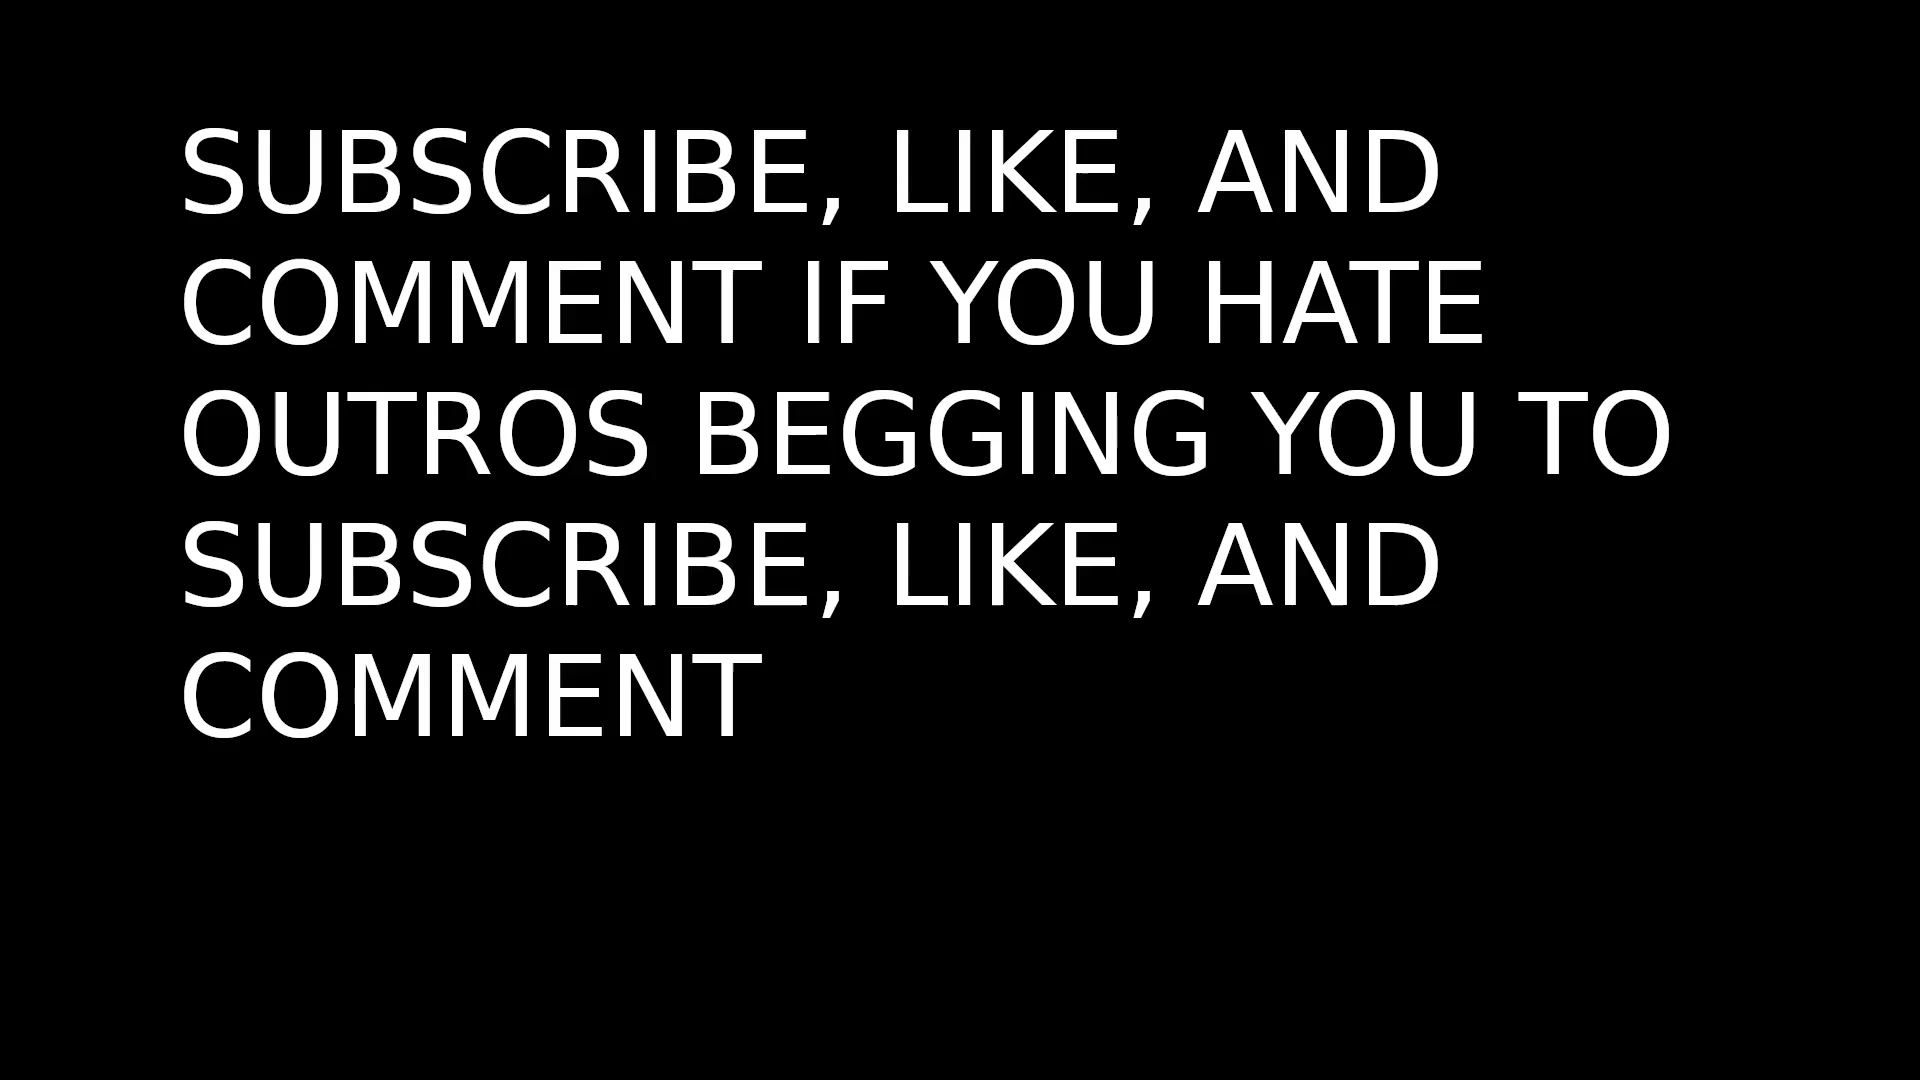 SUBSCRIBE, LIKE, AND
COMMENT IF YOU HATE
OUTROS BEGGING YOU TO
SUBSCRIBE, LIKE, AND
COMMENT